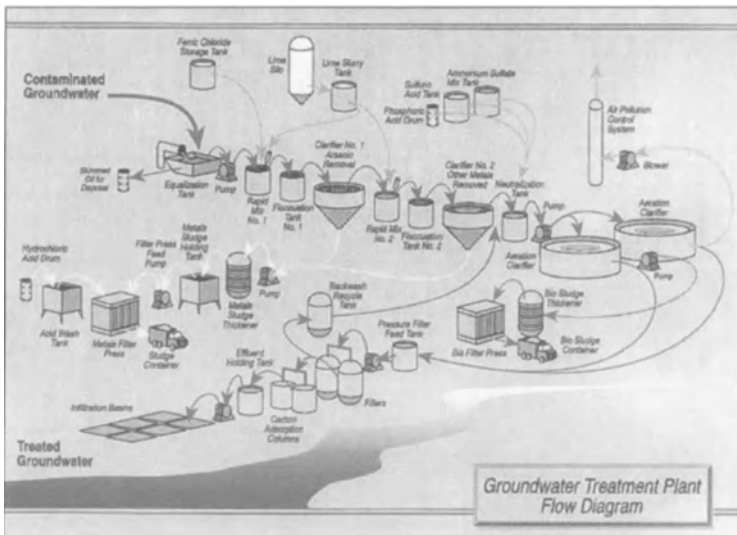 Ferric Chloride
Storage Tank
Lime
Silo
Lime Slurry
Tank
Ammonium Sulfate
Mix Tank
Sulfuric
Acid Tank
Phosphoric
Acid Drum
Air Pollution
Control
System
Blower
Contaminated
Groundwater
Clarifier No. 1
Arsenic
Removal
Clarifier No. 2
Other Metals
Removed
Neutralization
Tank
Skimmed
Oil for
Disposal
Equalization
Tank
Pump
Rapid
Mix
No. 1
Flocculation
Tank No. 1
Rapid Mix
No. 2
Flocculation
Tank No. 2
Pump
Aeration
Clarifier
Aeration
Clarifier
Pump
Hydrochloric
Acid Drum
Filter Press
Feed
Pump
Metals
Sludge
Holding
Tank
Acid Wash
Tank
Metals Filter
Press
Sludge
Container
Metals
Sludge
Thickener
Pump
Backwash
Recycle
Tank
Pressure Filter
Feed Tank
Bio Sludge
Thickener
Bio Filter Press
Bio Sludge
Container
Effluent
Holding Tank
Filters
Carbon
Adsorption
Columns
Infiltration Basins
Treated
Groundwater
Groundwater Treatment Plant
Flow Diagram